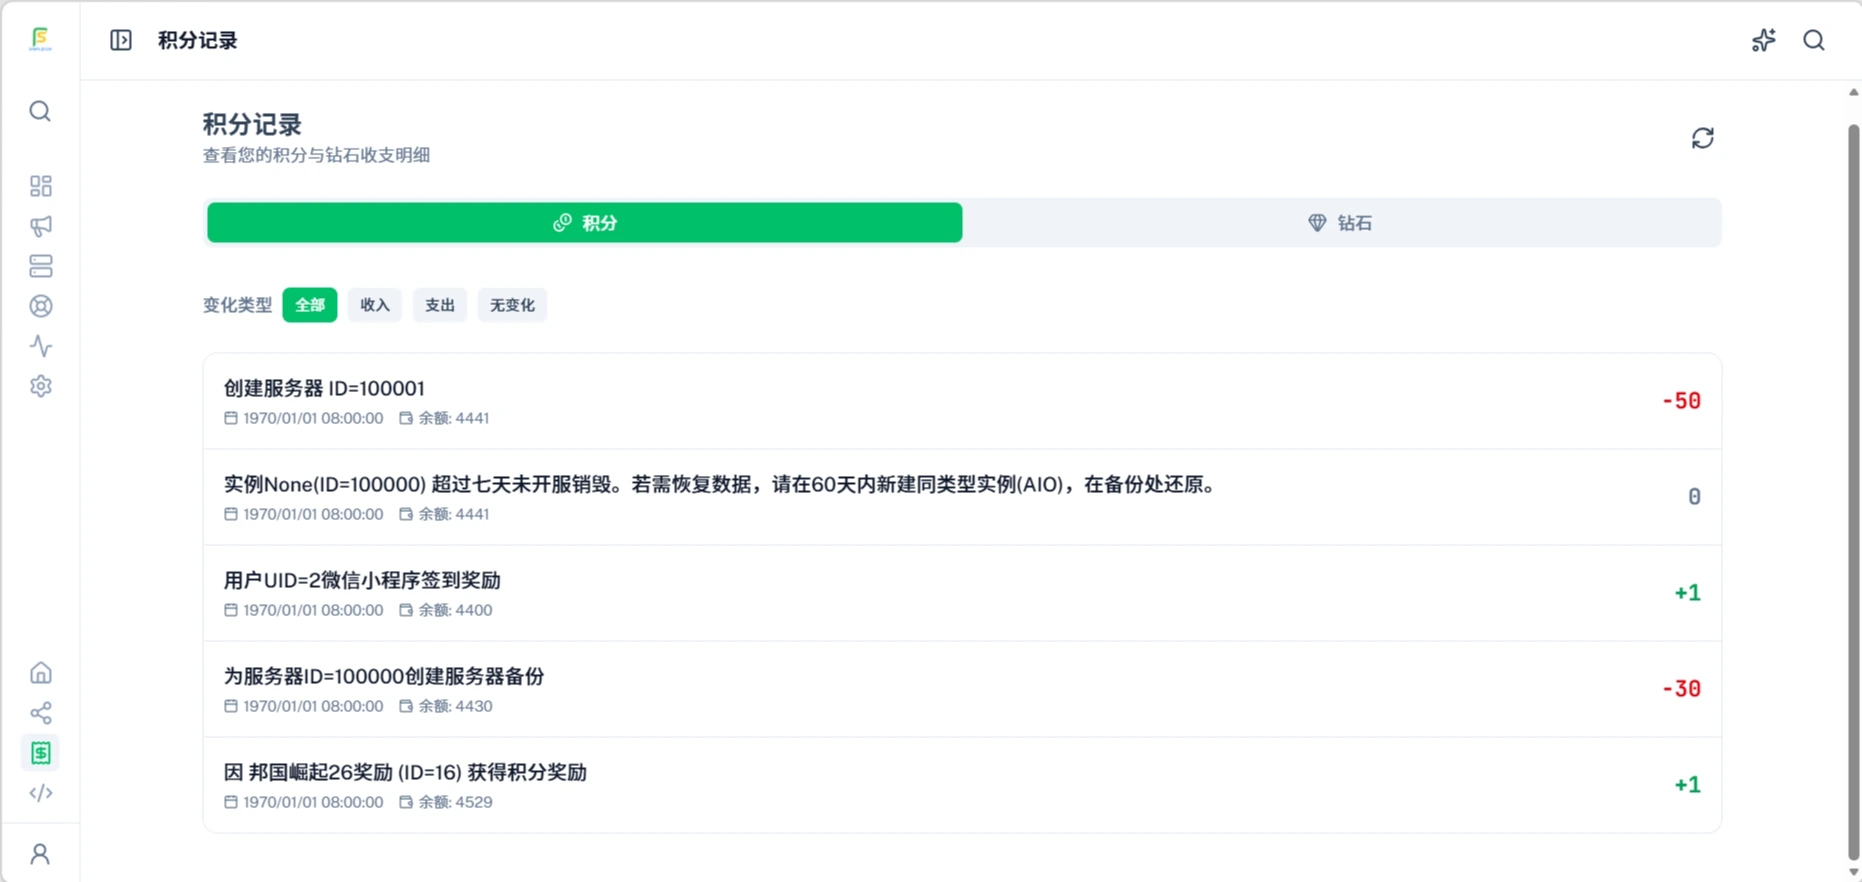 积分记录
积分记录
查看您的积分与钻石收支明细
积分
钻石
变化类型 全部 收入 支出 无变化
创建服务器 ID=100001
1970/01/01 08:00:00 余额: 4441
-50
实例None(ID=100000) 超过七天未开服销毁。若需恢复数据，请在60天内新建同类型实例(AIO)，在备份处还原。
1970/01/01 08:00:00 余额: 4441
0
用户UID=2微信小程序签到奖励
1970/01/01 08:00:00 余额: 4400
+1
为服务器ID=100000创建服务器备份
1970/01/01 08:00:00 余额: 4430
-30
因 邦国崛起26奖励 (ID=16) 获得积分奖励
1970/01/01 08:00:00 余额: 4529
+1